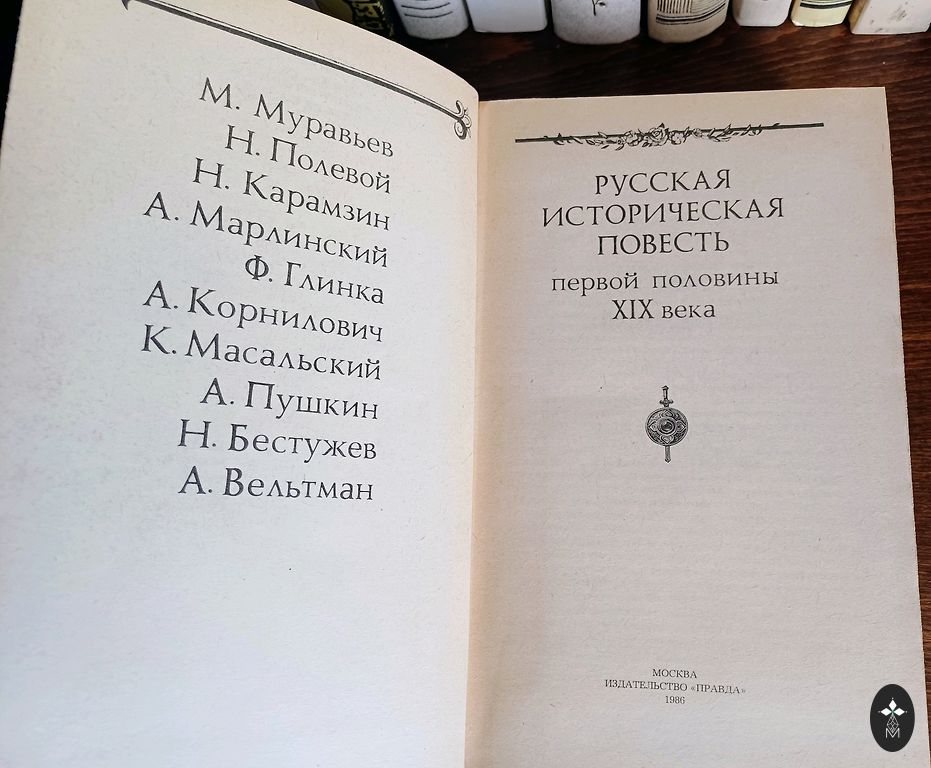 М. Муравьев
Н. Полевой
Н. Карамзин
А. Марлинский
Ф. Глинка
А. Корнилович
К. Масальский
А. Пушкин
Н. Бестужев
А. Вельтман
РУССКАЯ
ИСТОРИЧЕСКАЯ
ПОВЕСТЬ
первой половины
XIX века
МОСКВА
ИЗДАТЕЛЬСТВО «ПРАВДА»
1986
М